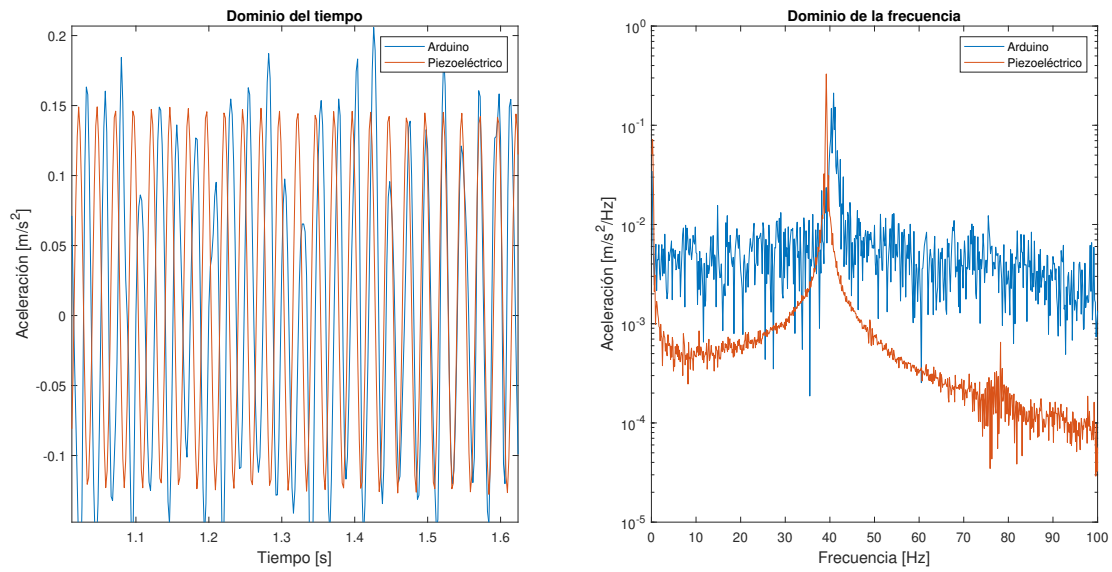 Dominio del tiempo
Arduino
Piezoeléctrico
0.2
0.15
0.1
0.05
0
-0.05
-0.1
Aceleración [m/s²]
1.1 1.2 1.3 1.4 1.5 1.6
Tiempo [s]
Dominio de la frecuencia
Arduino
Piezoeléctrico
10⁰
10⁻¹
10⁻²
10⁻³
10⁻⁴
10⁻⁵
Aceleración [m/s²/Hz]
0 10 20 30 40 50 60 70 80 90 100
Frecuencia [Hz]